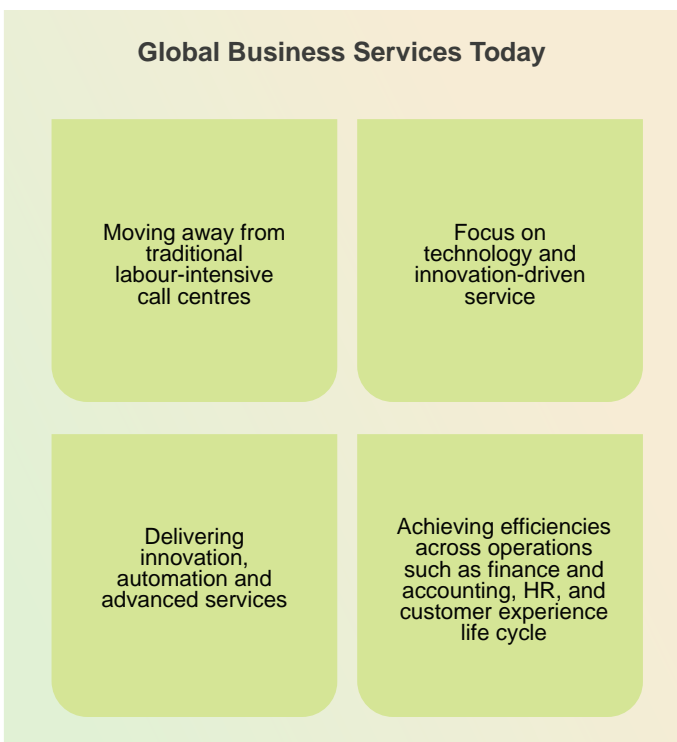 Global Business Services Today
Moving away from
traditional
labour-intensive
call centres
Focus on
technology and
innovation-driven
service
Delivering
innovation,
automation and
advanced services
Achieving efficiencies
across operations
such as finance and
accounting, HR, and
customer experience
life cycle